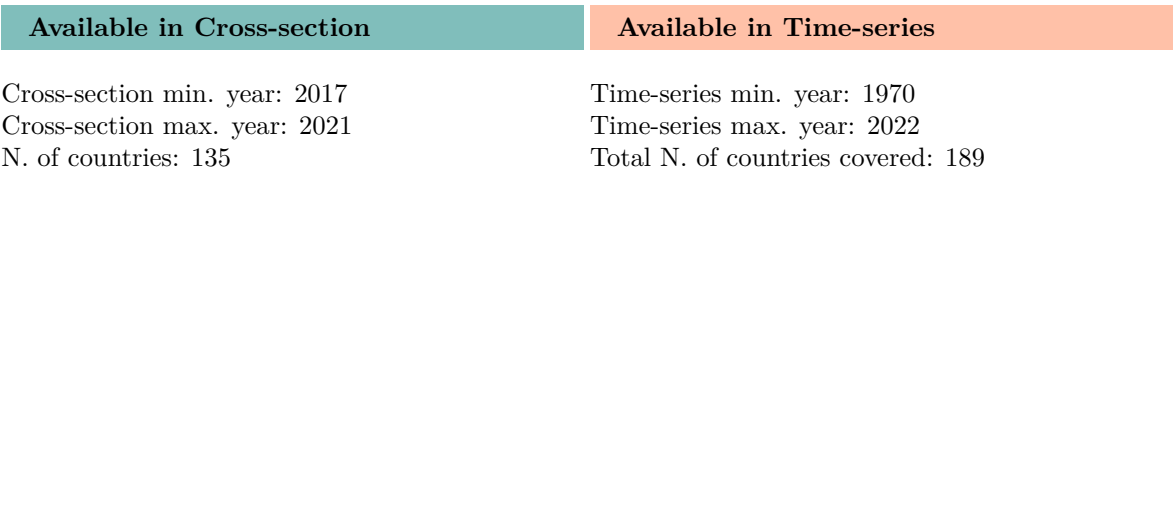 Available in Cross-section
Cross-section min. year: 2017
Cross-section max. year: 2021
N. of countries: 135
Available in Time-series
Time-series min. year: 1970
Time-series max. year: 2022
Total N. of countries covered: 189